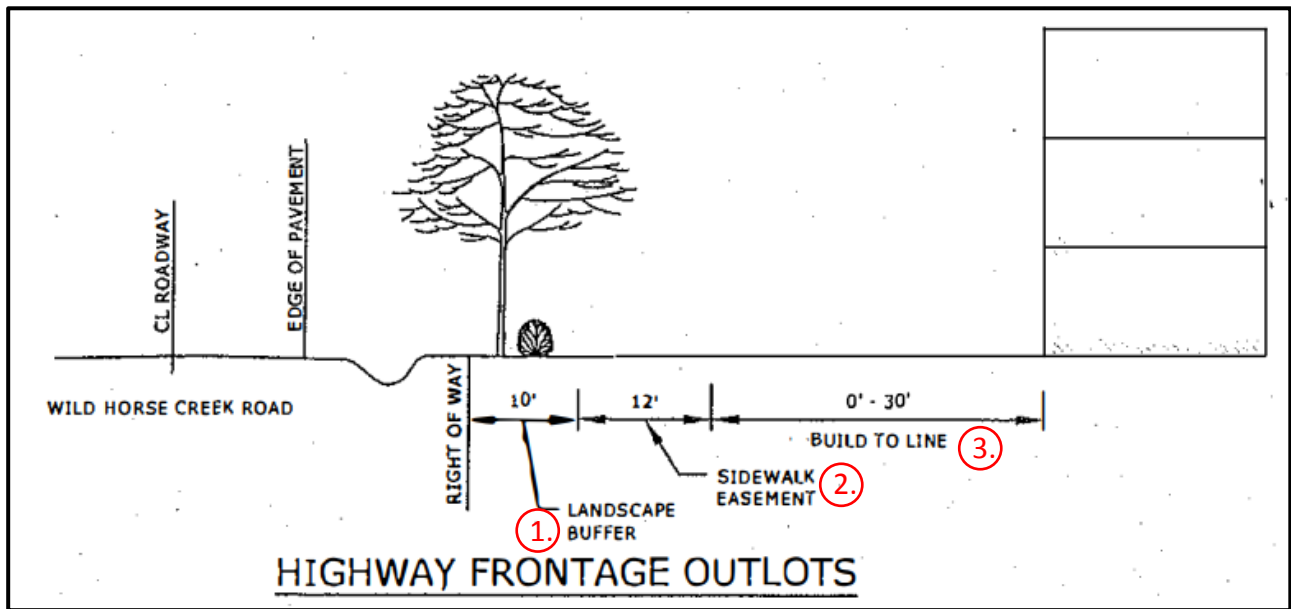 CL ROADWAY
EDGE OF PAVEMENT
WILD HORSE CREEK ROAD
RIGHT OF WAY
10'
12'
0' - 30'
BUILD TO LINE 3.
SIDEWALK
EASEMENT 2.
1. LANDSCAPE
BUFFER
HIGHWAY FRONTAGE OUTLOTS